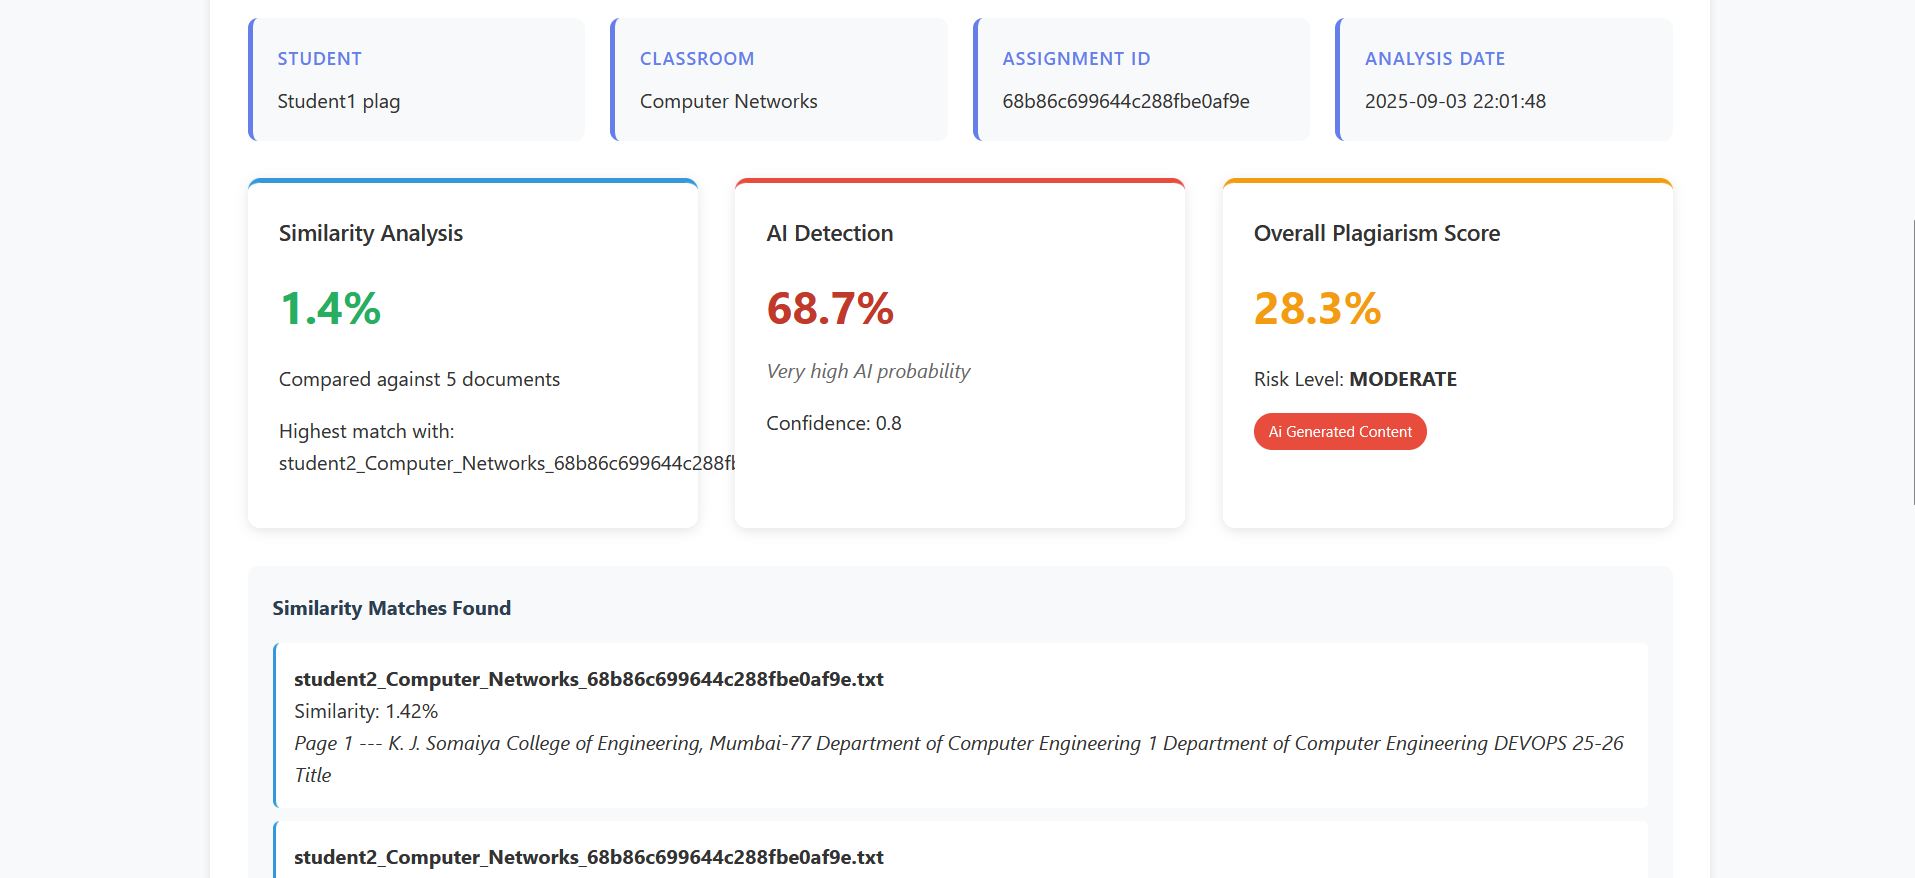 STUDENT
Student1 plag
CLASSROOM
Computer Networks
ASSIGNMENT ID
68b86c699644c288fbe0af9e
ANALYSIS DATE
2025-09-03 22:01:48
Similarity Analysis
1.4%
Compared against 5 documents
Highest match with:
student2_Computer_Networks_68b86c699644c288ft
AI Detection
68.7%
Very high AI probability
Confidence: 0.8
Overall Plagiarism Score
28.3%
Risk Level: MODERATE
Ai Generated Content
Similarity Matches Found
student2_Computer_Networks_68b86c699644c288fbe0af9e.txt
Similarity: 1.42%
Page 1 --- K. J. Somaiya College of Engineering, Mumbai-77 Department of Computer Engineering 1 Department of Computer Engineering DEVOPS 25-26
Title
student2_Computer_Networks_68b86c699644c288fbe0af9e.txt